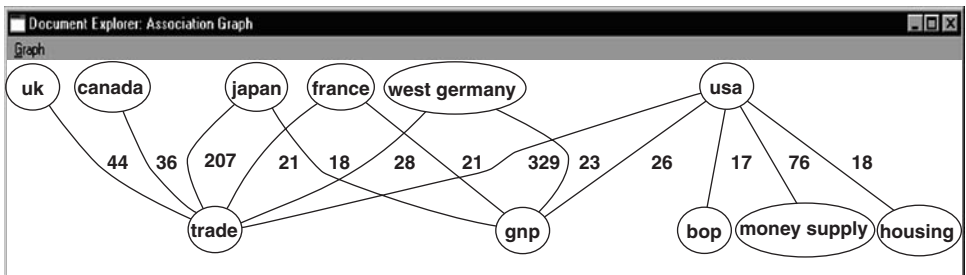 Document Explorer: Association Graph
Graph
uk canada japan france west germany usa
44 36 207 21 18 28 21 329 23 26 17 76 18
trade gnp bop money supply housing